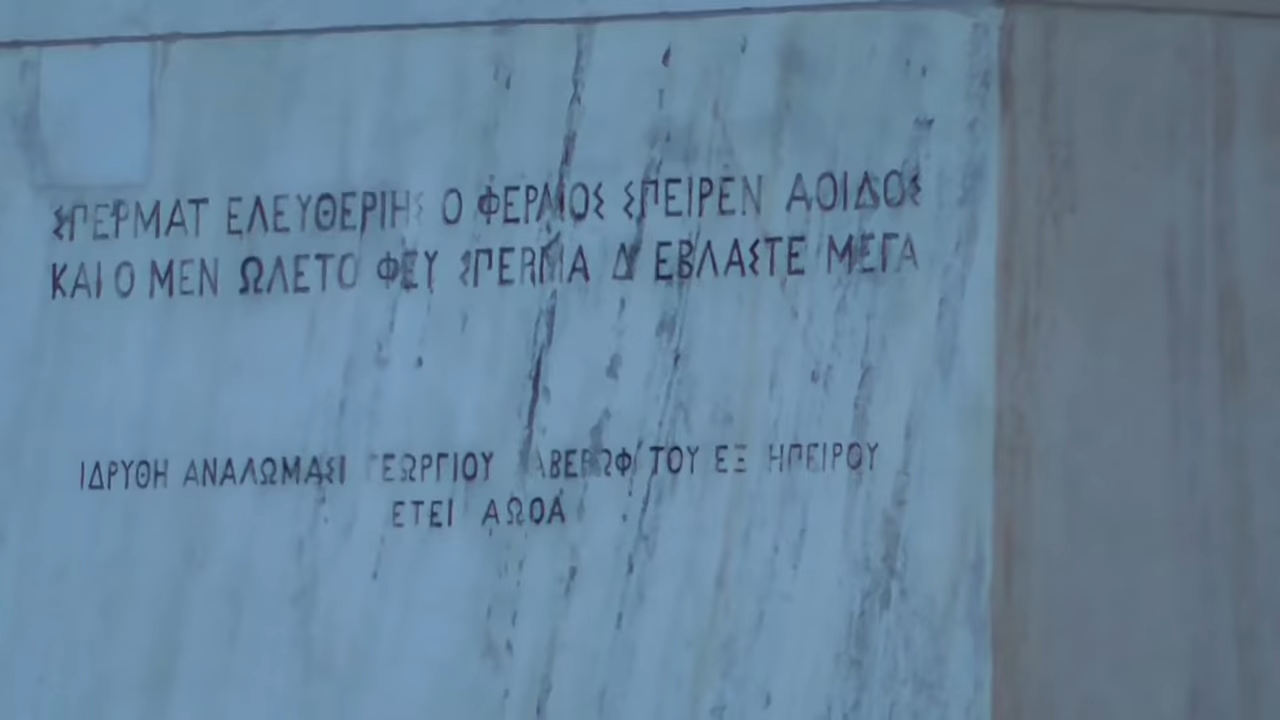 ΣΠΕΡΜΑΤ ΕΛΕΥΘΕΡΙΗΣ Ο ΦΕΡΑΙΟΣ ΣΠΕΙΡΕΝ ΑΟΙΔΟΣ
ΚΑΙ Ο ΜΕΝ ΩΛΕΤΟ ΦΕΥ ΣΠΕΡΜΑ Δ ΕΒΛΑΣΤΕ ΜΕΓΑ
ΙΔΡΥΘΗ ΑΝΑΛΩΜΑΣΙ ΓΕΩΡΓΙΟΥ ΑΒΕΡΩΦ ΤΟΥ ΕΞ ΗΠΕΙΡΟΥ
ΕΤΕΙ ΑΩΟΑ